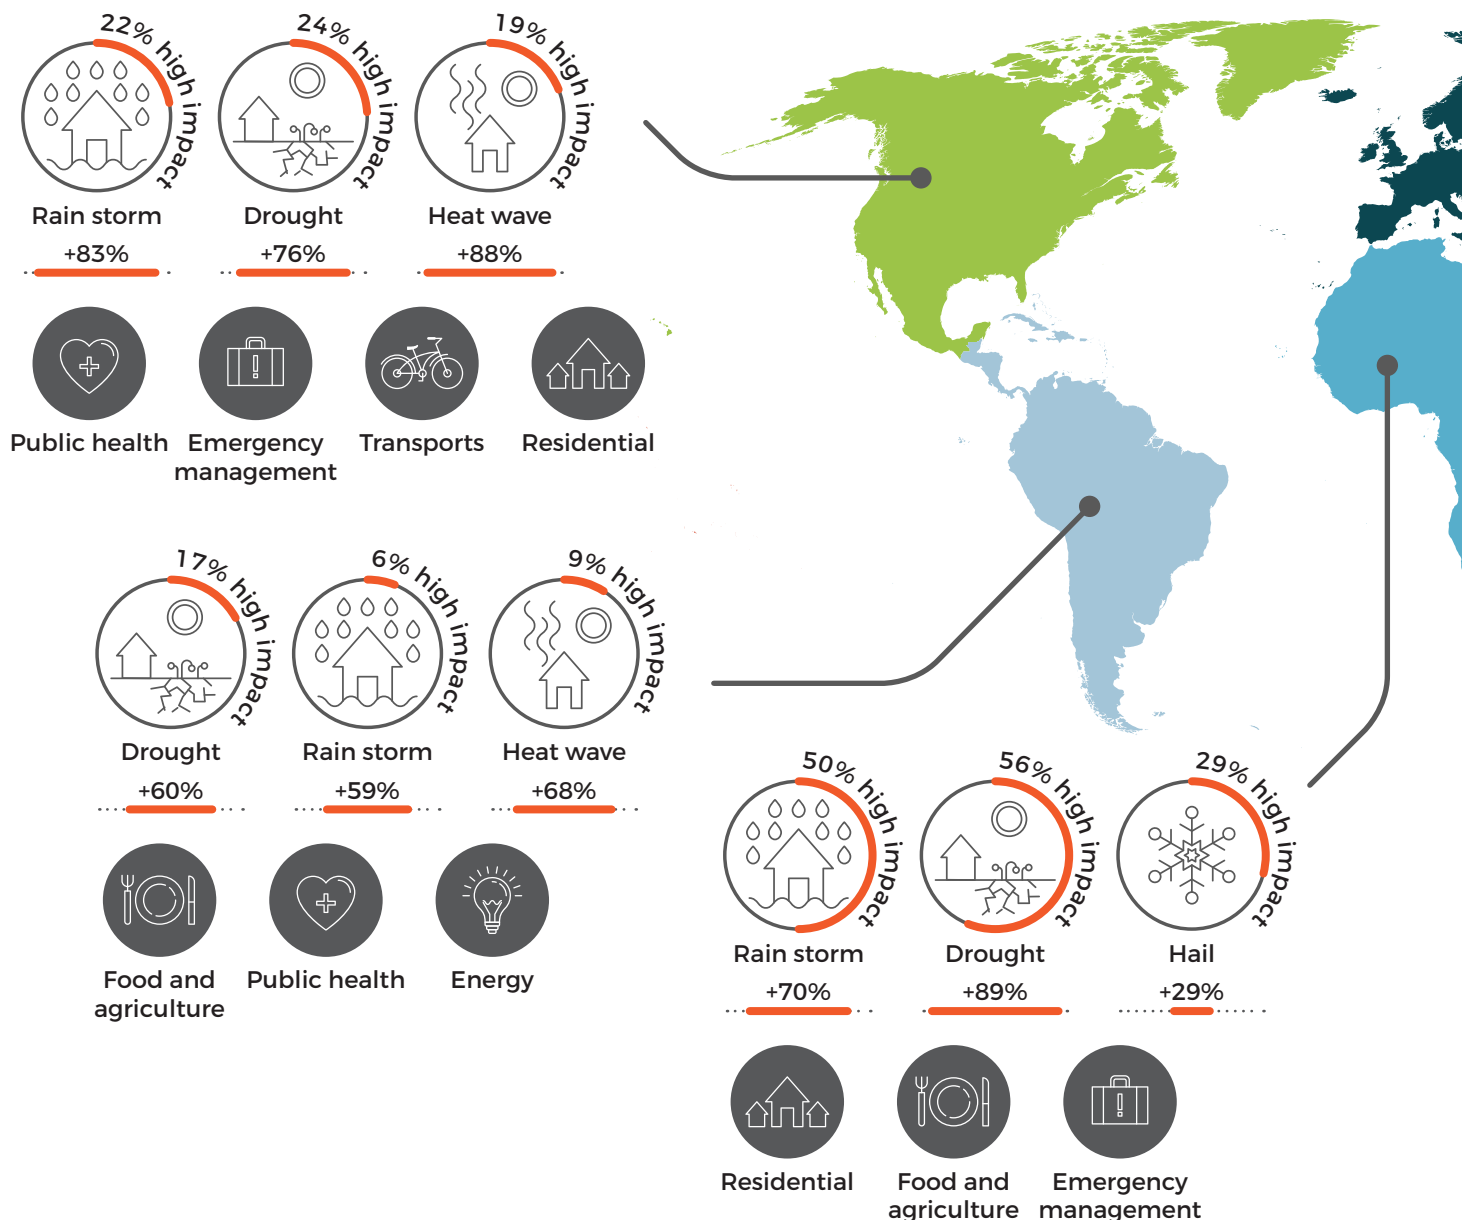 22% high impact
24% high impact
19% high impact
Rain storm
Drought
Heat wave
+83%
+76%
+88%
Public health
Emergency
management
Transports
Residential
17% high impact
6% high impact
9% high impact
Drought
Rain storm
Heat wave
+60%
+59%
+68%
Food and
agriculture
Public health
Energy
50% high impact
56% high impact
29% high impact
Rain storm
Drought
Hail
+70%
+89%
+29%
Residential
Food and
agriculture
Emergency
management